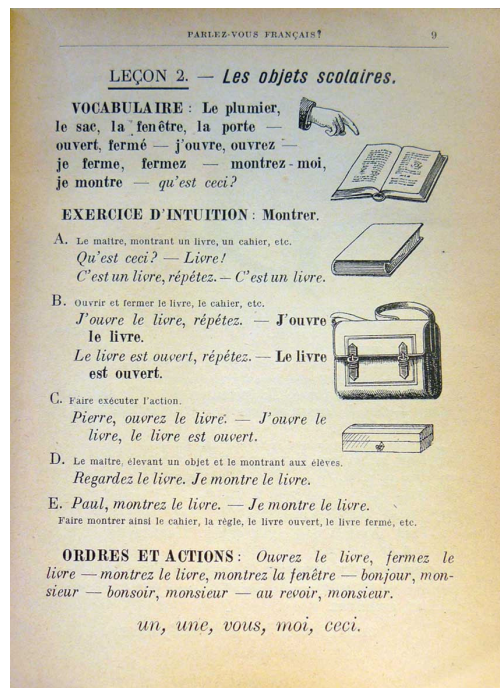 PARLEZ-VOUS FRANÇAIS? 9
LEÇON 2. — Les objets scolaires.
VOCABULAIRE : Le plumier,
le sac, la fenêtre, la porte —
ouvert, fermé — j'ouvre, ouvrez —
je ferme, fermez — montrez-moi,
je montre — qu'est ceci?
EXERCICE D'INTUITION : Montrer.
A. Le maître, montrant un livre, un cahier, etc.
Qu'est ceci? — Livre!
C'est un livre, répétez. — C'est un livre.
B. Ouvrir et fermer le livre, le cahier, etc.
J'ouvre le livre, répétez. — J'ouvre
le livre.
Le livre est ouvert, répétez. — Le livre
est ouvert.
C. Faire exécuter l'action.
Pierre, ouvrez le livre. — J'ouvre le
livre, le livre est ouvert.
D. Le maître, élevant un objet et le montrant aux élèves.
Regardez le livre. Je montre le livre.
E. Paul, montrez le livre. — Je montre le livre.
Faire montrer ainsi le cahier, la règle, le livre ouvert, le livre fermé, etc.
ORDRES ET ACTIONS : Ouvrez le livre, fermez le
livre — montrez le livre, montrez la fenêtre — bonjour, mon-
sieur — bonsoir, monsieur — au revoir, monsieur.
un, une, vous, moi, ceci.